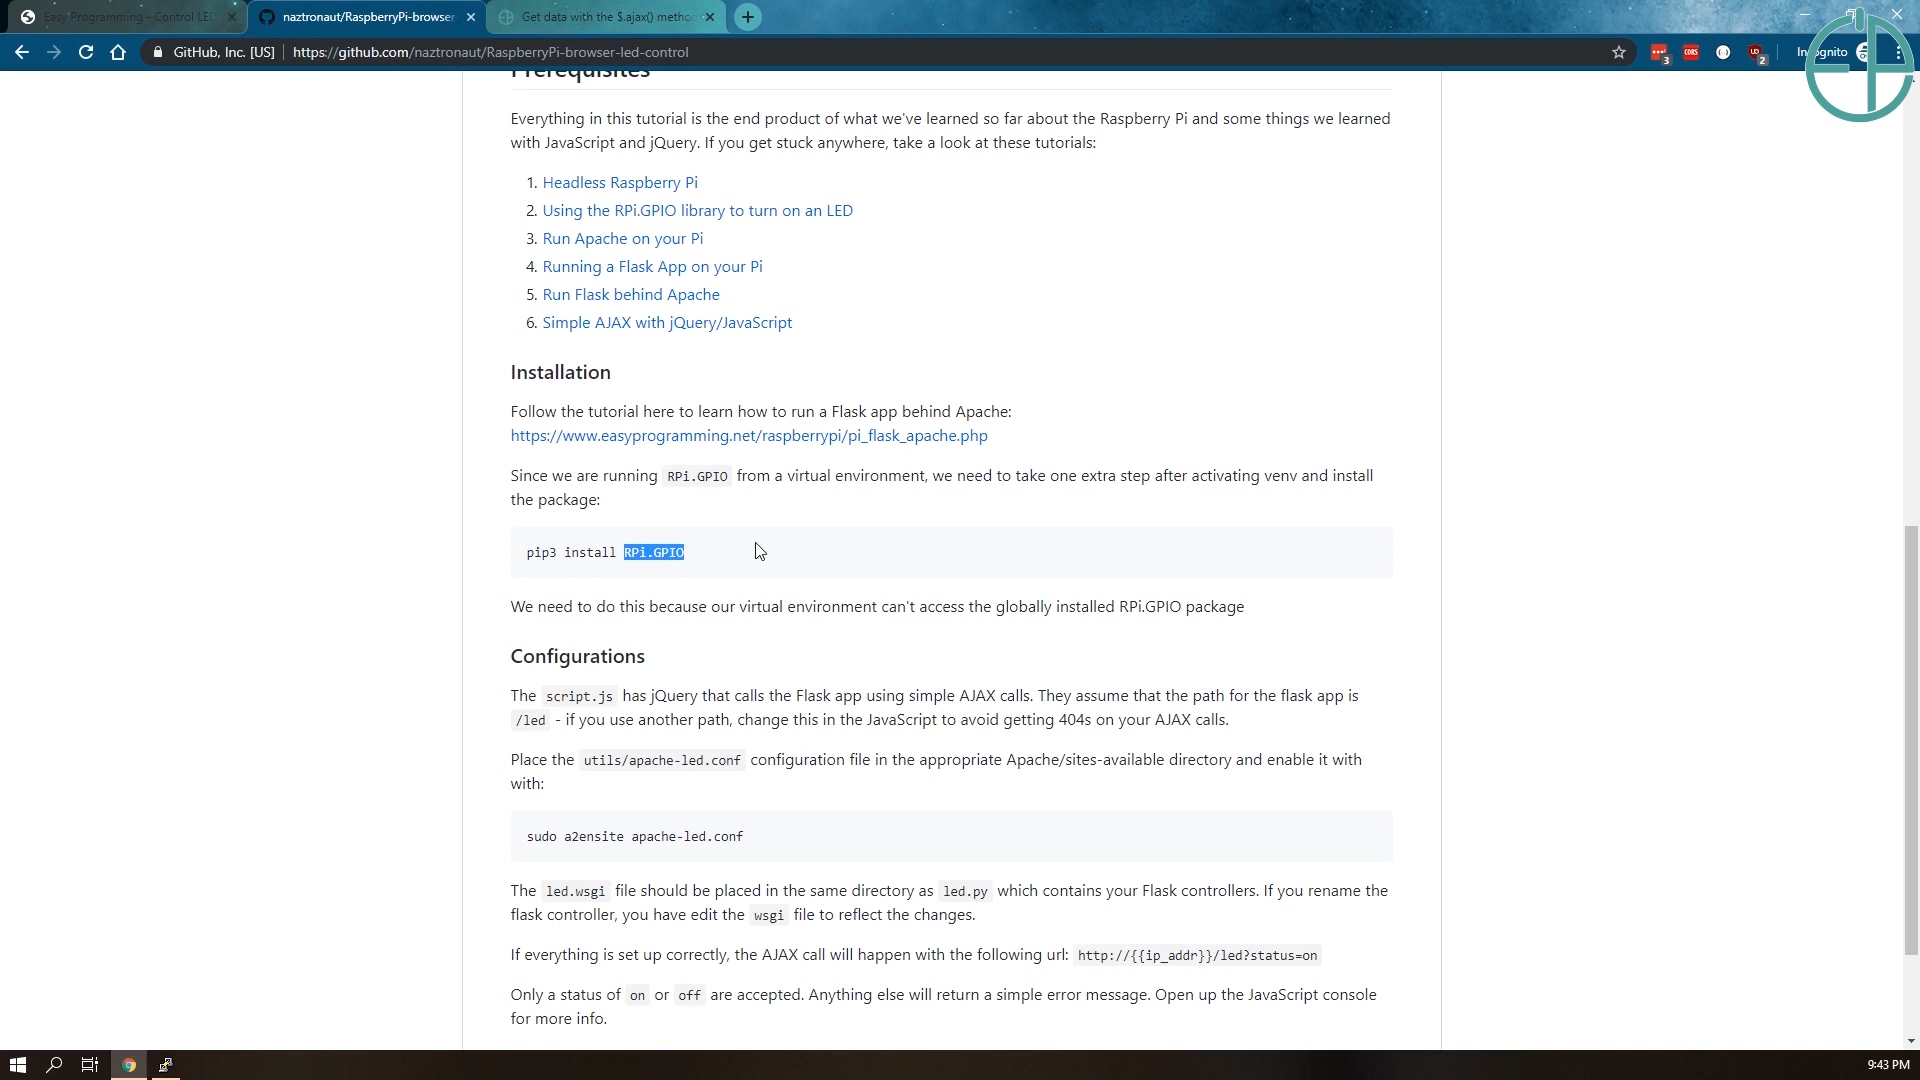 Easy Programming - Control LED
naztronaut/RaspberryPi-browser
Get data with the $.ajax() metho
GitHub, Inc. [US]
https://github.com/naztronaut/RaspberryPi-browser-led-control
3
CORS
2
Incognito
Prerequisites
Everything in this tutorial is the end product of what we've learned so far about the Raspberry Pi and some things we learned
with JavaScript and jQuery. If you get stuck anywhere, take a look at these tutorials:
1. Headless Raspberry Pi
2. Using the RPi.GPIO library to turn on an LED
3. Run Apache on your Pi
4. Running a Flask App on your Pi
5. Run Flask behind Apache
6. Simple AJAX with jQuery/JavaScript
Installation
Follow the tutorial here to learn how to run a Flask app behind Apache:
https://www.easyprogramming.net/raspberrypi/pi_flask_apache.php
Since we are running RPi.GPIO from a virtual environment, we need to take one extra step after activating venv and install
the package:
pip3 install RPi.GPIO
We need to do this because our virtual environment can't access the globally installed RPi.GPIO package
Configurations
The script.js has jQuery that calls the Flask app using simple AJAX calls. They assume that the path for the flask app is
/led - if you use another path, change this in the JavaScript to avoid getting 404s on your AJAX calls.
Place the utils/apache-led.conf configuration file in the appropriate Apache/sites-available directory and enable it with
with:
sudo a2ensite apache-led.conf
The led.wsgi file should be placed in the same directory as led.py which contains your Flask controllers. If you rename the
flask controller, you have edit the wsgi file to reflect the changes.
If everything is set up correctly, the AJAX call will happen with the following url: http://{{ip_addr}}/led?status=on
Only a status of on or off are accepted. Anything else will return a simple error message. Open up the JavaScript console
for more info.
9:43 PM